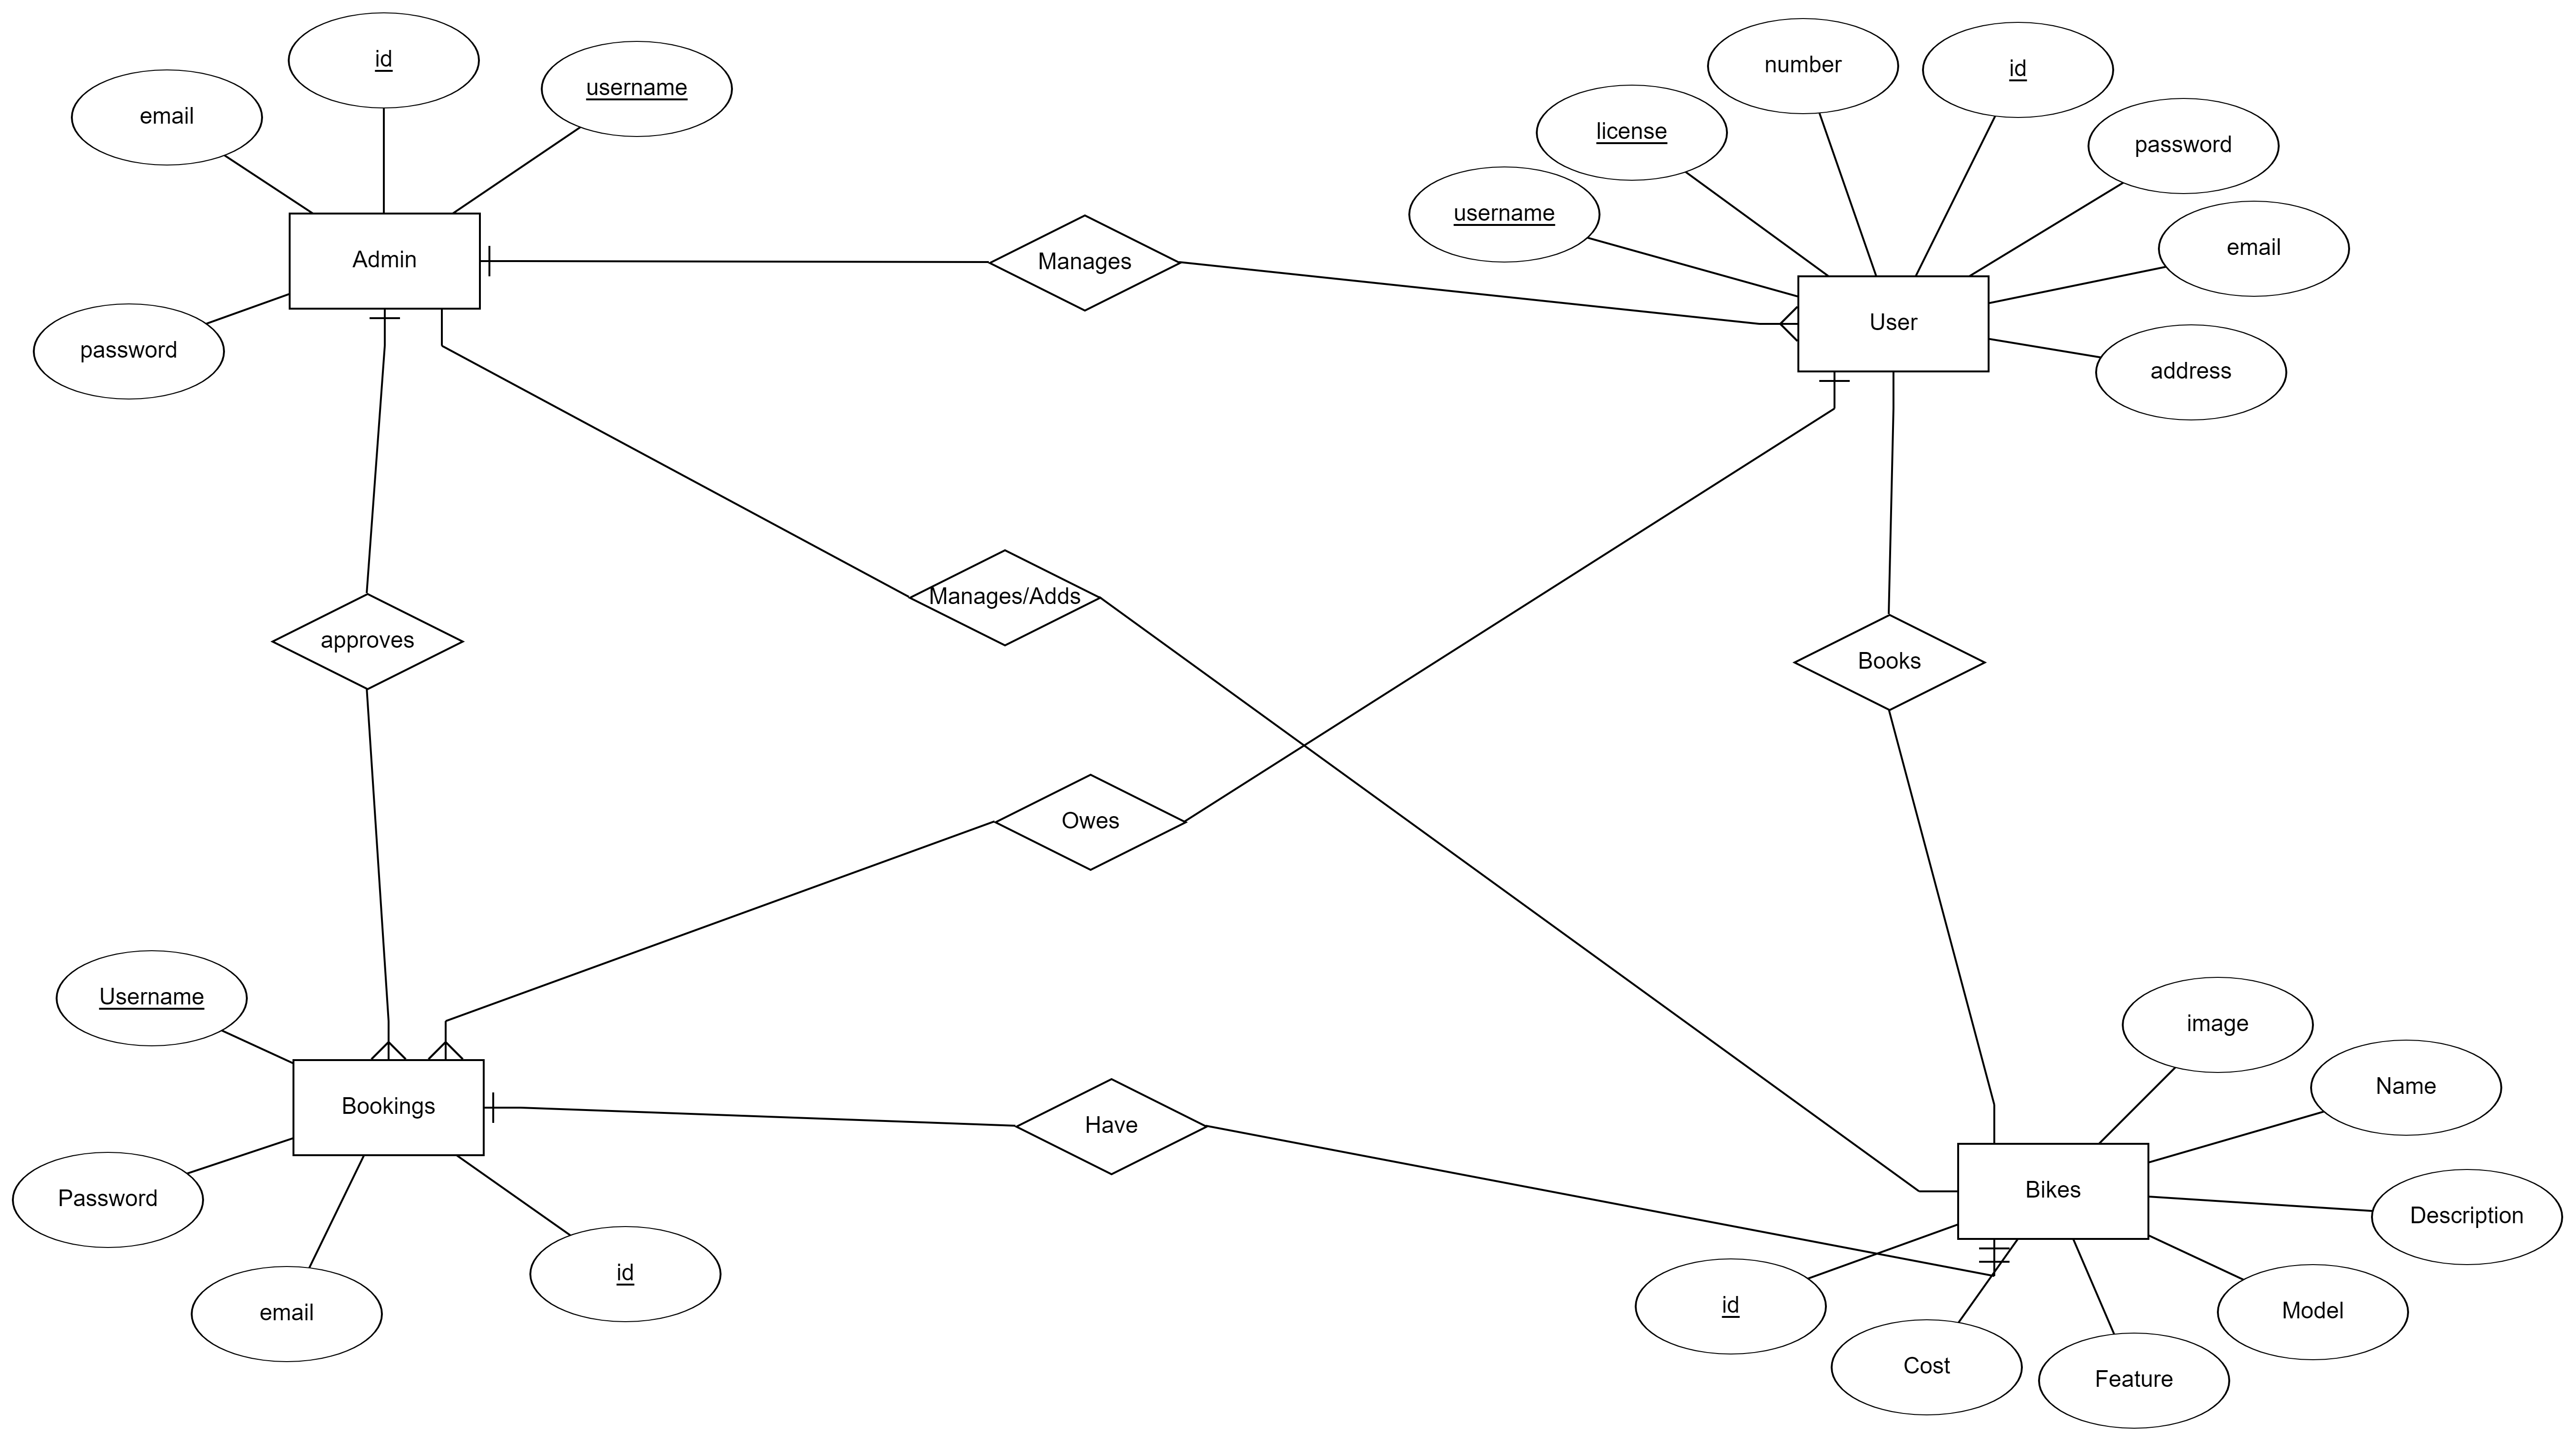 id
username
email
number
id
license
password
username
email
Admin
Manages
User
password
address
Manages/Adds
approves
Books
Owes
Username
image
Name
Bookings
Have
Bikes
Password
Description
id
email
id
Model
Cost
Feature